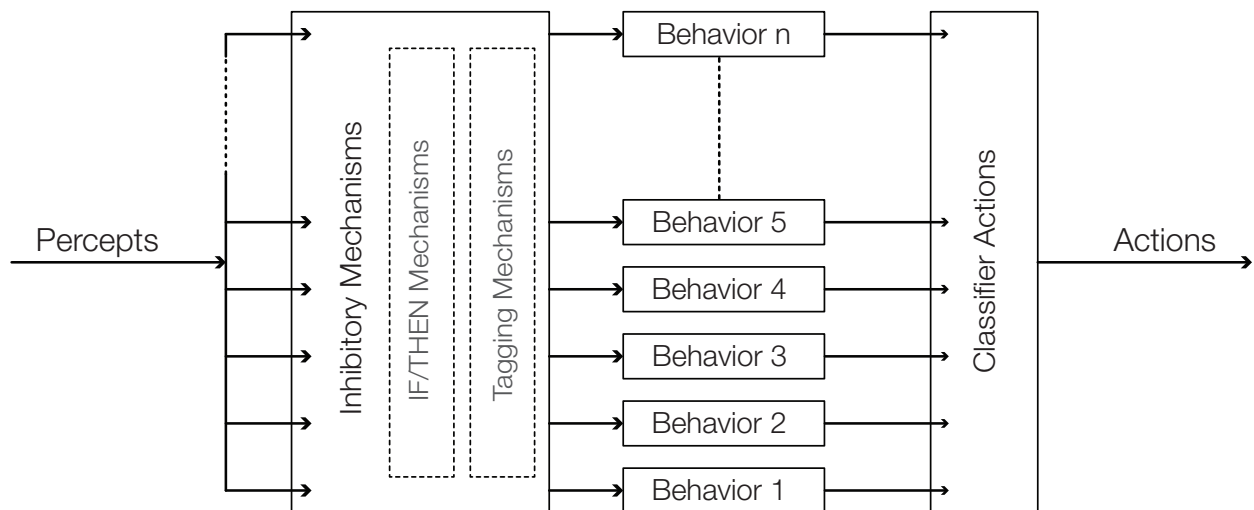 Percepts
Inhibitory Mechanisms
IF/THEN Mechanisms
Tagging Mechanisms
Behavior n
Behavior 5
Behavior 4
Behavior 3
Behavior 2
Behavior 1
Classifier Actions
Actions